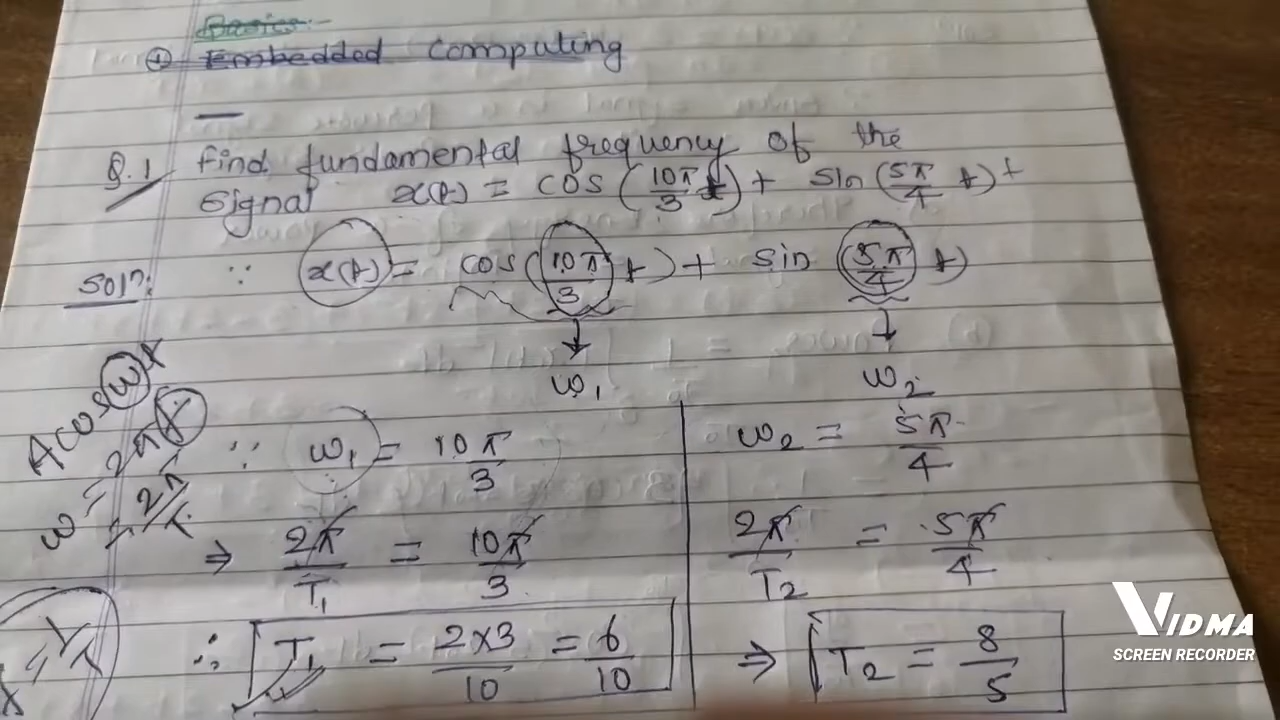 Basics:-
⊕ Embedded Computing
Q.1 Find fundamental frequency of the
signal x(t) = cos(10π/3 t) + sin(5π/4 t)
Soln: ∵ x(t) = cos(10π/3 t) + sin(5π/4 t)
↓ ↓
ω₁ ω₂
A cos ωt
ω = 2πf
= 2π/T
∵ ω₁ = 10π/3
ω₂ = 5π/4
⇒ 2π/T₁ = 10π/3
2π/T₂ = 5π/4
∴ T₁ = 2×3/10 = 6/10
⇒ T₂ = 8/5
VIDMA
SCREEN RECORDER